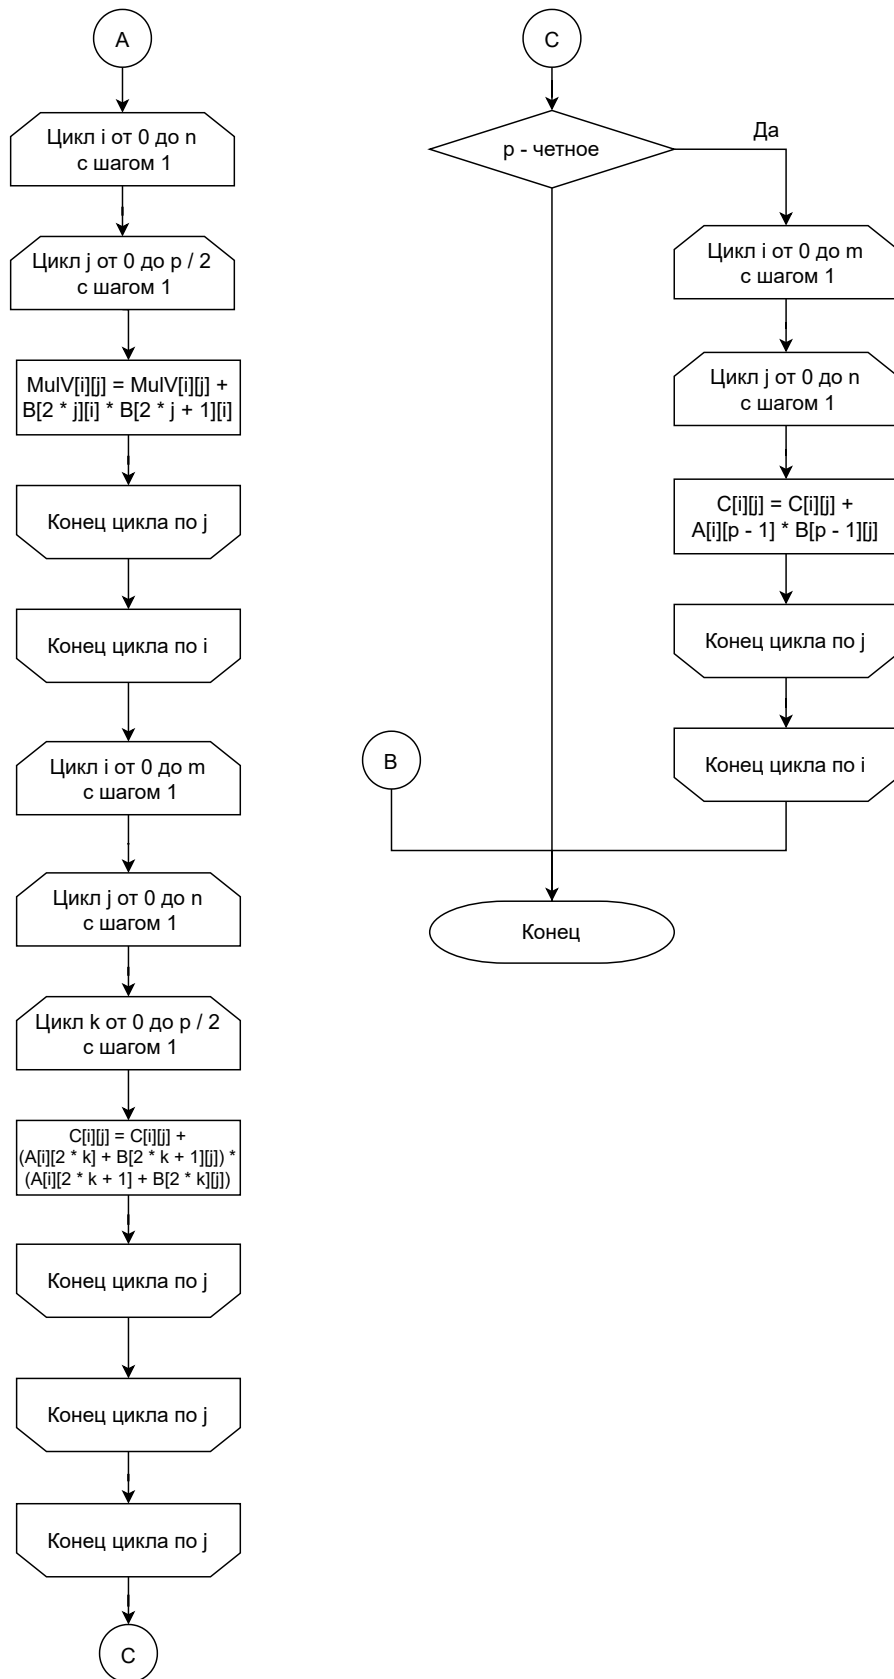 A
Цикл i от 0 до n
с шагом 1
Цикл j от 0 до p / 2
с шагом 1
MulV[i][j] = MulV[i][j] +
B[2 * j][i] * B[2 * j + 1][i]
Конец цикла по j
Конец цикла по i
Цикл i от 0 до m
с шагом 1
Цикл j от 0 до n
с шагом 1
Цикл k от 0 до p / 2
с шагом 1
C[i][j] = C[i][j] +
(A[i][2 * k] + B[2 * k + 1][j]) *
(A[i][2 * k + 1] + B[2 * k][j])
Конец цикла по j
Конец цикла по j
Конец цикла по j
C
C
p - четное
Да
Цикл i от 0 до m
с шагом 1
Цикл j от 0 до n
с шагом 1
C[i][j] = C[i][j] +
A[i][p - 1] * B[p - 1][j]
Конец цикла по j
Конец цикла по i
B
Конец